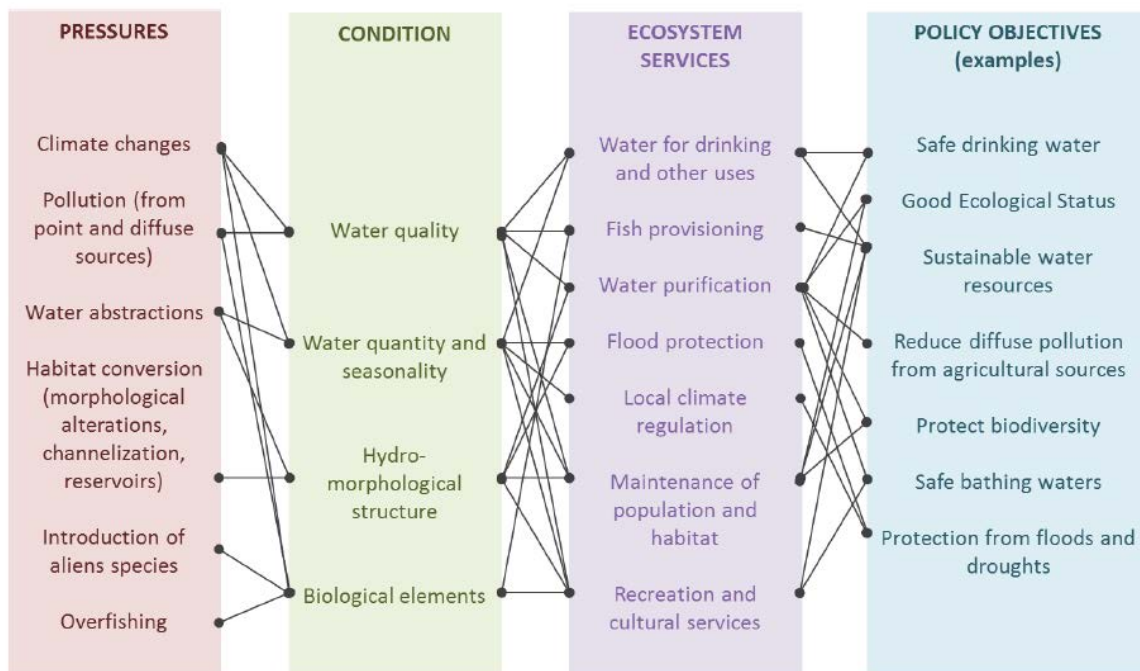 PRESSURES
Climate changes
Pollution (from
point and diffuse
sources)
Water abstractions
Habitat conversion
(morphological
alterations,
channelization,
reservoirs)
Introduction of
aliens species
Overfishing
CONDITION
Water quality
Water quantity and
seasonality
Hydro-
morphological
structure
Biological elements
ECOSYSTEM
SERVICES
Water for drinking
and other uses
Fish provisioning
Water purification
Flood protection
Local climate
regulation
Maintenance of
population and
habitat
Recreation and
cultural services
POLICY OBJECTIVES
(examples)
Safe drinking water
Good Ecological Status
Sustainable water
resources
Reduce diffuse pollution
from agricultural sources
Protect biodiversity
Safe bathing waters
Protection from floods and
droughts